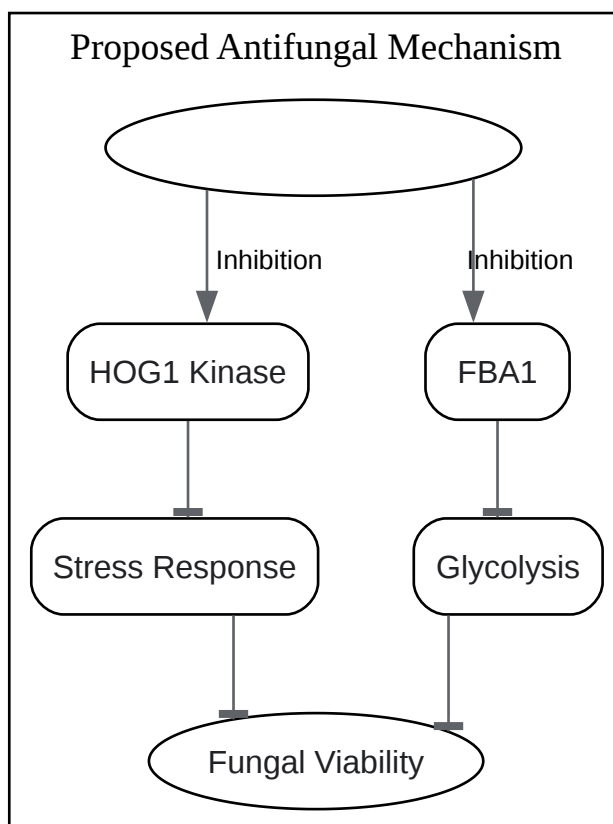 Proposed Antifungal Mechanism
Inhibition
Inhibition
HOG1 Kinase
FBA1
Stress Response
Glycolysis
Fungal Viability